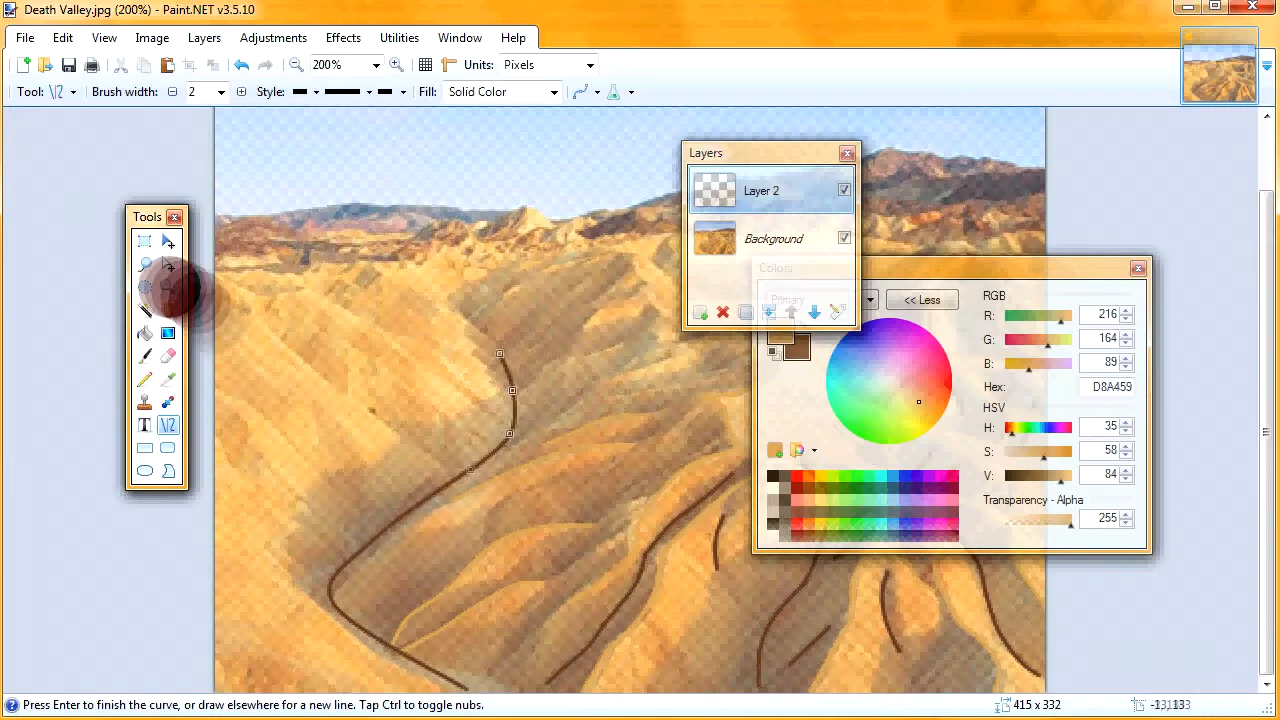 Death Valley.jpg (200%) - Paint.NET v3.5.10
File Edit View Image Layers Adjustments Effects Utilities Window Help
200% Units: Pixels
Tool: Brush width: 2 Style: Fill: Solid Color
Layers
Layer 2
Background
Tools
Colors
Primary << Less
RGB
R: 216
G: 164
B: 89
Hex: D8A459
HSV
H: 35
S: 58
V: 84
Transparency - Alpha
255
Press Enter to finish the curve, or draw elsewhere for a new line. Tap Ctrl to toggle nubs. 415 x 332